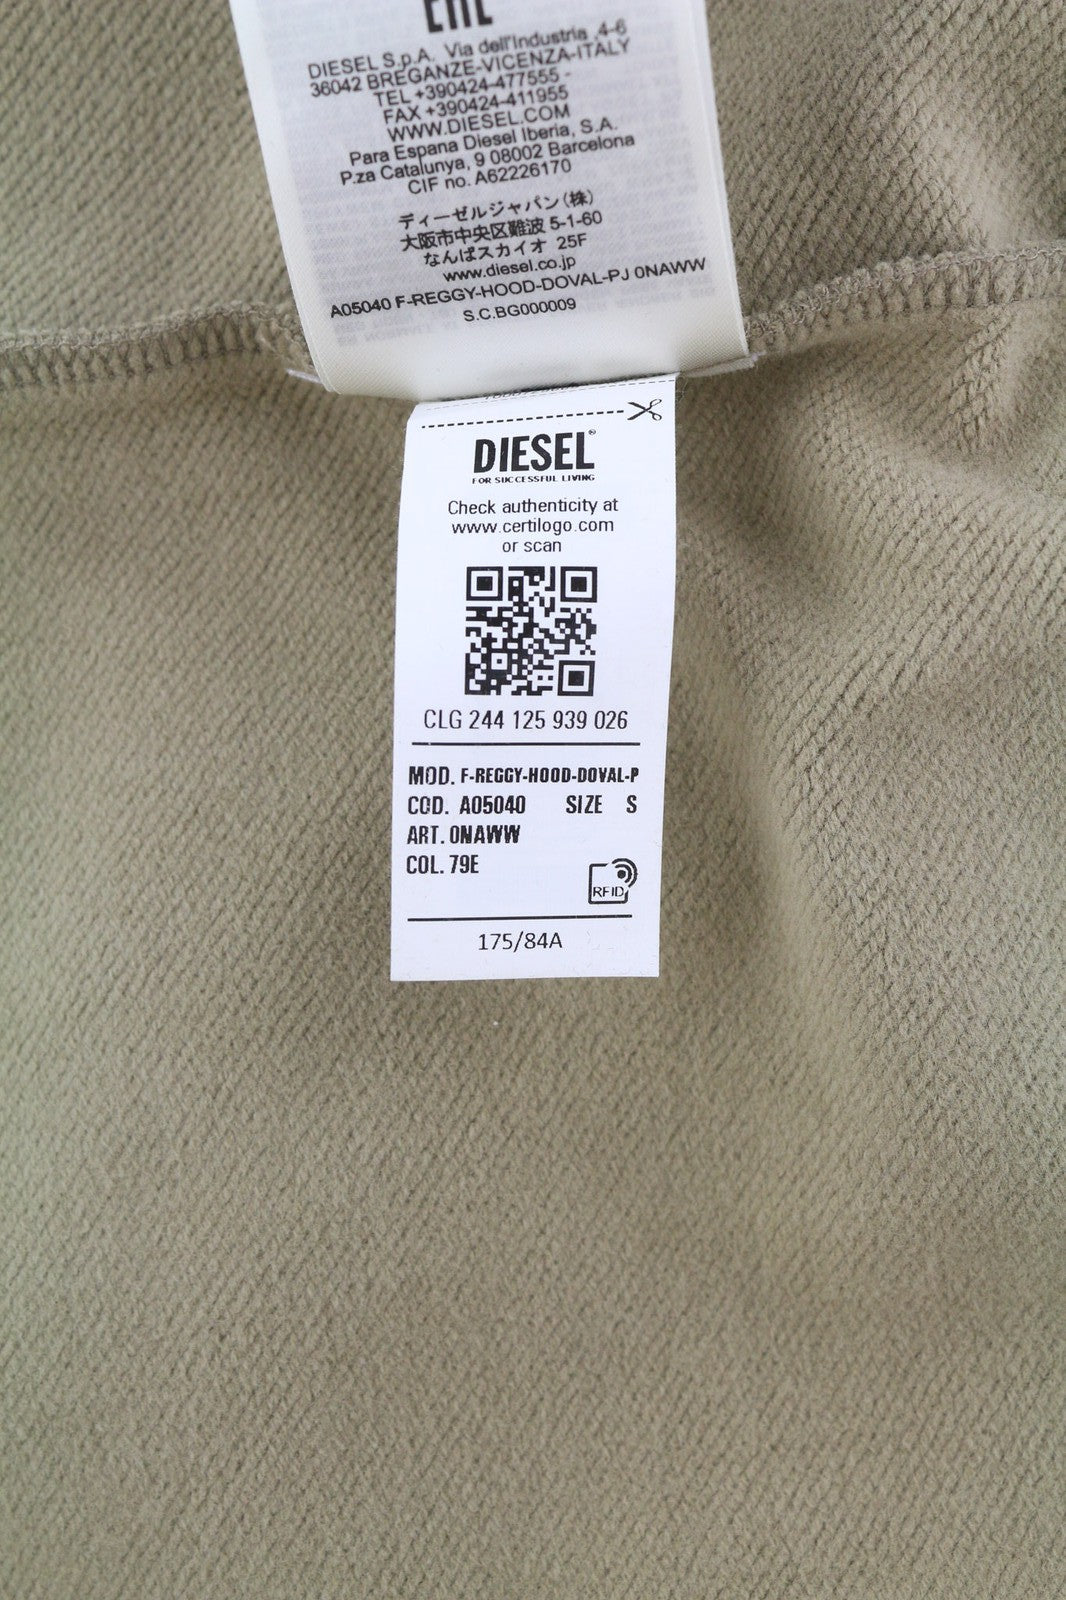 EAC
DIESEL S.p.A. Via dell'Industria ,4-6
36042 BREGANZE-VICENZA-ITALY
TEL +390424-477555 -
FAX +390424-411955
WWW.DIESEL.COM
Para Espana Diesel Iberia, S.A.
P.za Catalunya, 9 08002 Barcelona
CIF no. A62226170
ディーゼルジャパン(株)
大阪市中央区難波 5-1-60
なんばスカイオ 25F
www.diesel.co.jp
A05040 F-REGGY-HOOD-DOVAL-PJ 0NAWW
S.C.BG000009
DIESEL®
FOR SUCCESSFUL LIVING
Check authenticity at
www.certilogo.com
or scan
CLG 244 125 939 026
MOD. F-REGGY-HOOD-DOVAL-P
COD. A05040 SIZE S
ART. 0NAWW
COL. 79E
RFID
175/84A